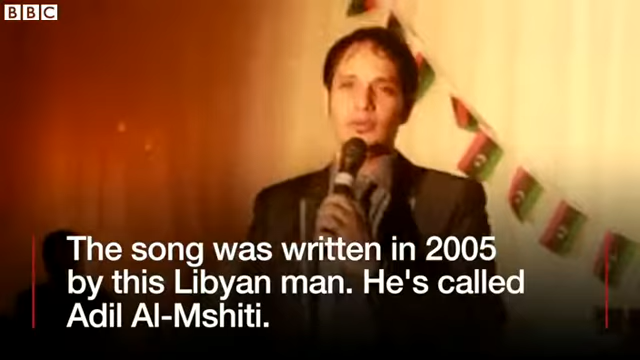 BBC
The song was written in 2005
by this Libyan man. He's called
Adil Al-Mshiti.